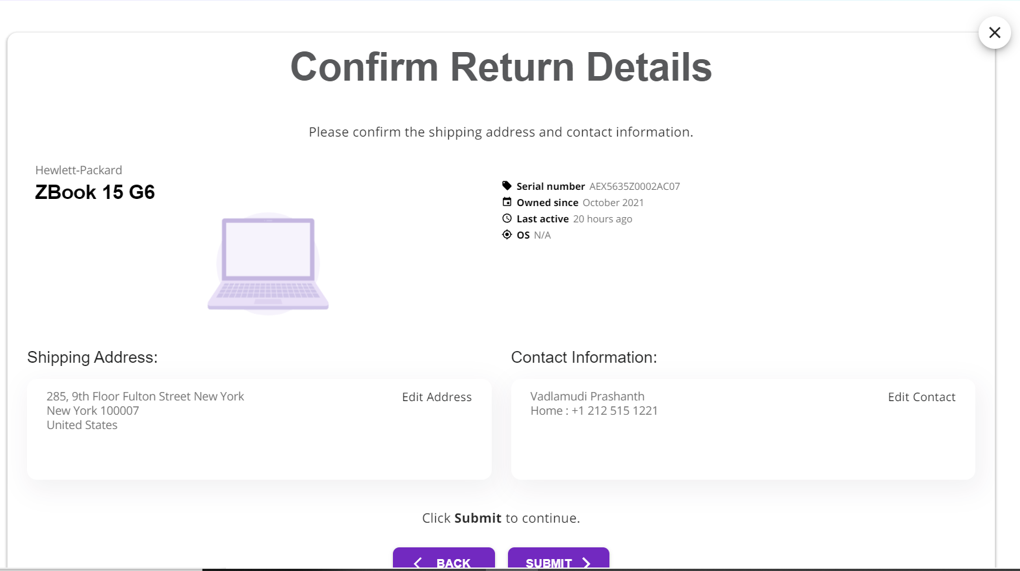 Confirm Return Details
Please confirm the shipping address and contact information.
Hewlett-Packard
ZBook 15 G6
Serial number AEX5635Z0002AC07
Owned since October 2021
Last active 20 hours ago
OS N/A
Shipping Address:
285, 9th Floor Fulton Street New York
New York 100007
United States
Edit Address
Contact Information:
Vadlamudi Prashanth
Home : +1 212 515 1221
Edit Contact
Click Submit to continue.
BACK
SUBMIT